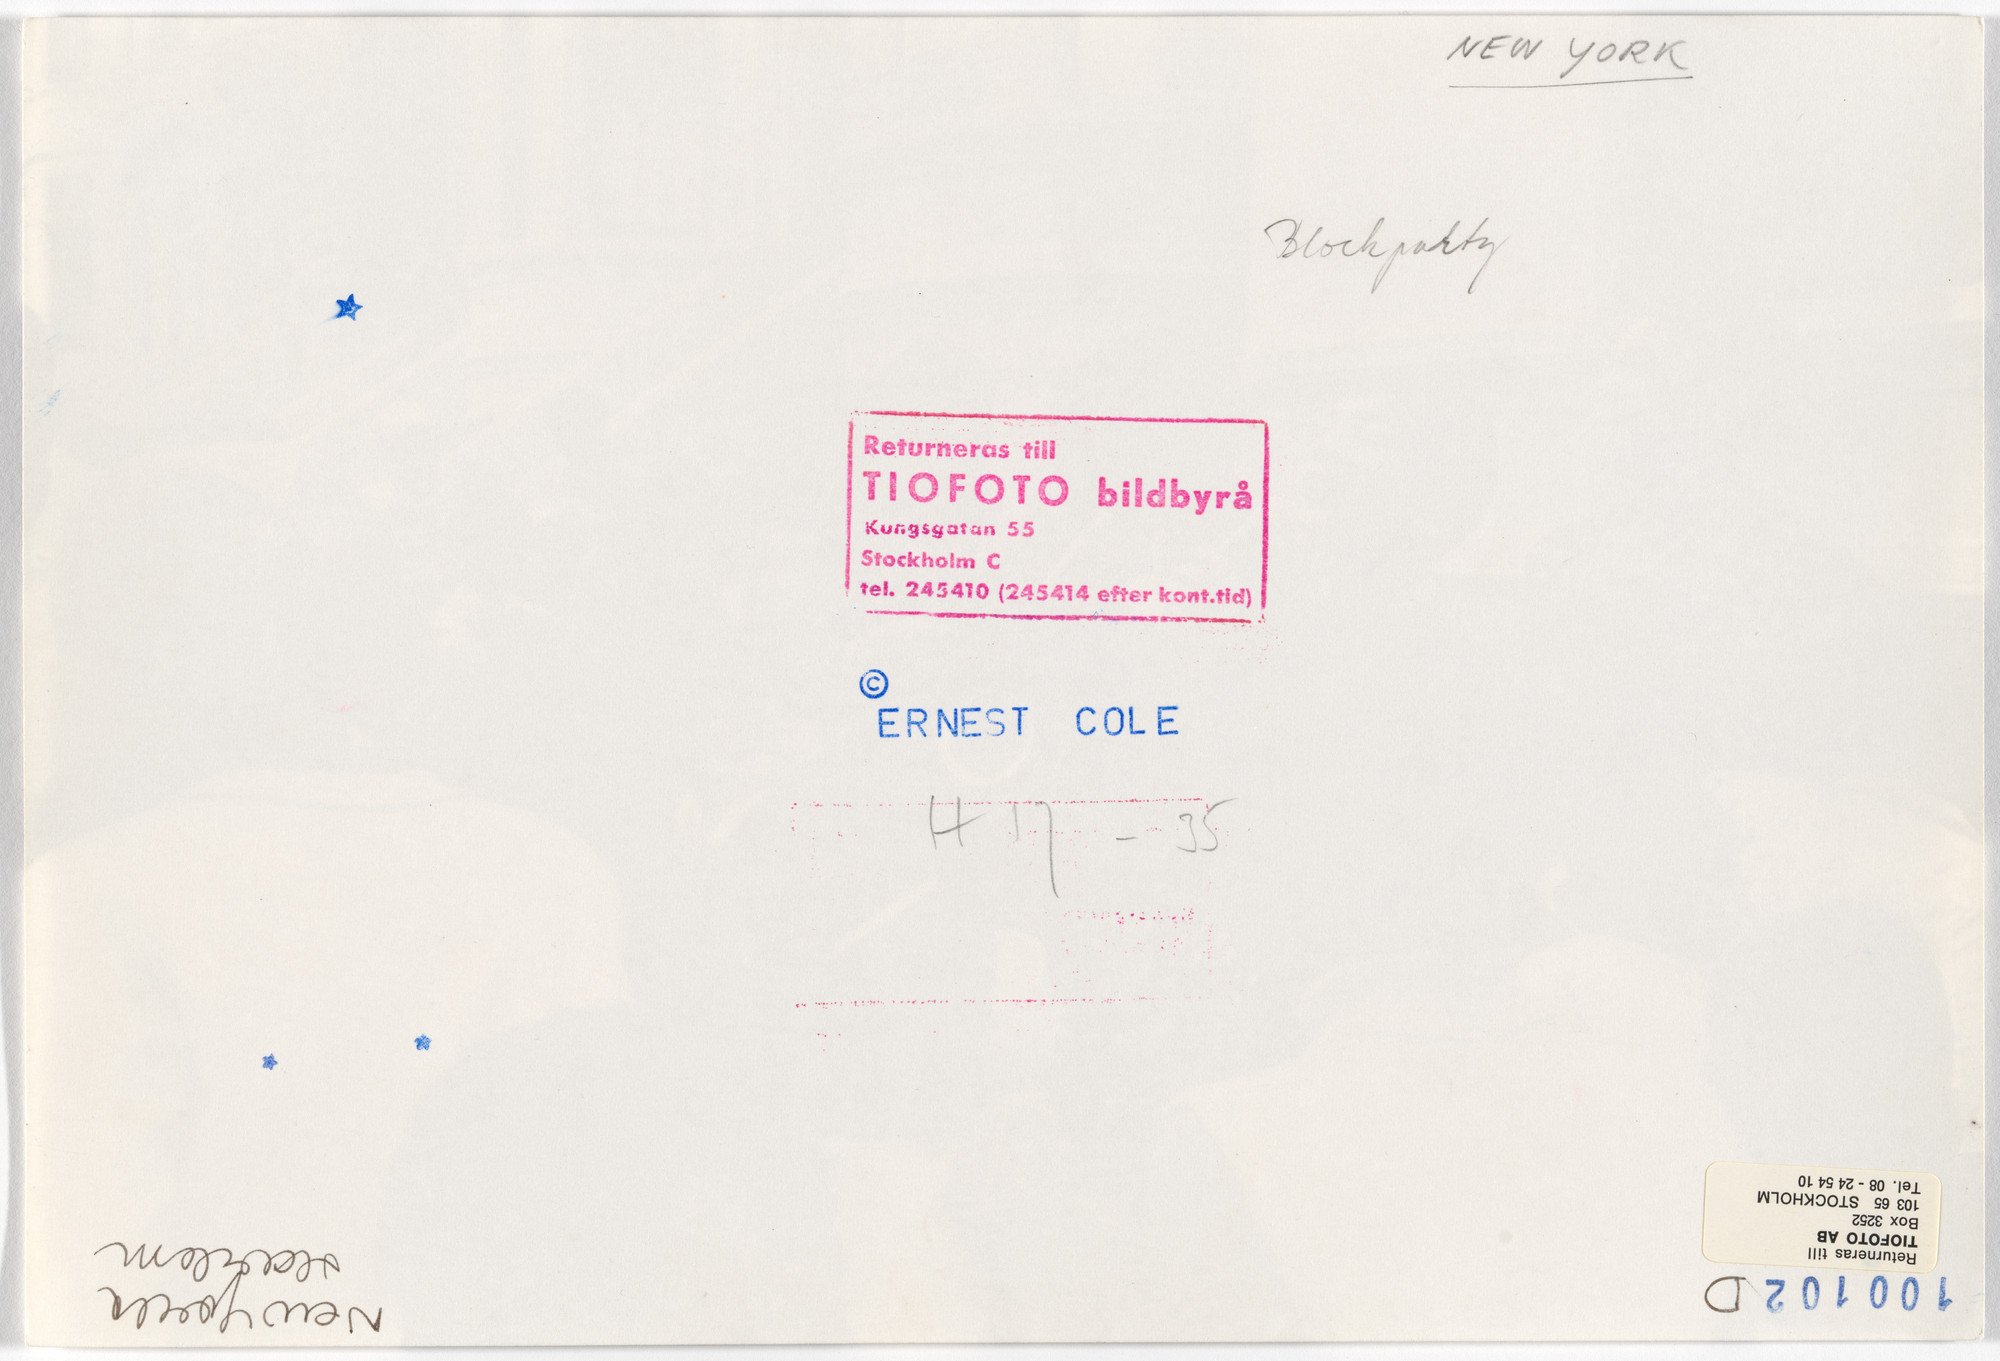 NEW YORK
Blockparty
Returneras till
TIOFOTO bildbyrå
Kungsgatan 55
Stockholm C
tel. 245410 (245414 efter kont.tid)
©
ERNEST COLE
H 17 - 35
Returneras till
TIOFOTO AB
Box 3252
103 65 STOCKHOLM
Tel. 08 - 24 54 10
100102 D
New York
Harlem